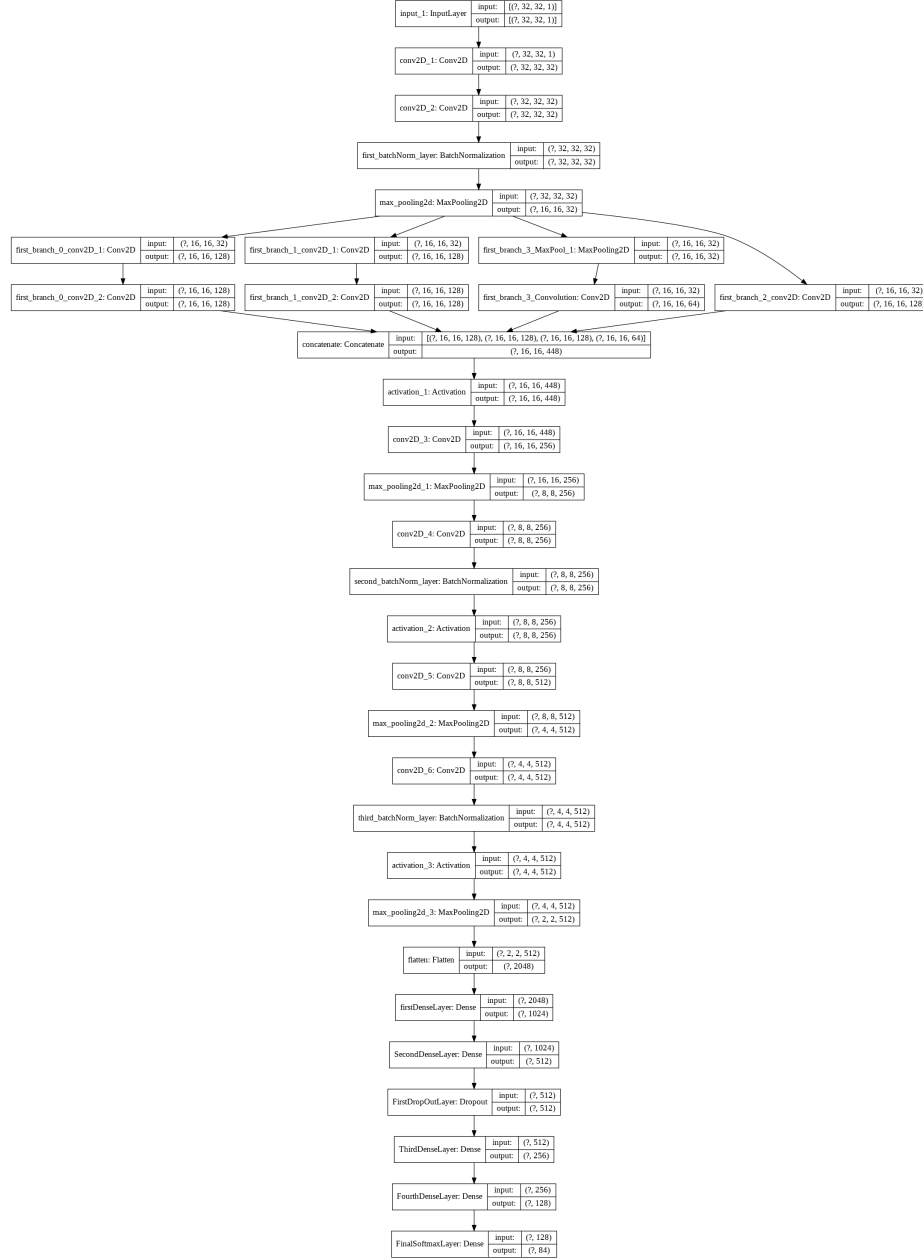 input_1: InputLayer
input: [(?, 32, 32, 1)]
output: [(?, 32, 32, 1)]
conv2D_1: Conv2D
input: (?, 32, 32, 1)
output: (?, 32, 32, 32)
conv2D_2: Conv2D
input: (?, 32, 32, 32)
output: (?, 32, 32, 32)
first_batchNorm_layer: BatchNormalization
input: (?, 32, 32, 32)
output: (?, 32, 32, 32)
max_pooling2d: MaxPooling2D
input: (?, 32, 32, 32)
output: (?, 16, 16, 32)
first_branch_0_conv2D_1: Conv2D
input: (?, 16, 16, 32)
output: (?, 16, 16, 128)
first_branch_1_conv2D_1: Conv2D
input: (?, 16, 16, 32)
output: (?, 16, 16, 128)
first_branch_3_MaxPool_1: MaxPooling2D
input: (?, 16, 16, 32)
output: (?, 16, 16, 32)
first_branch_0_conv2D_2: Conv2D
input: (?, 16, 16, 128)
output: (?, 16, 16, 128)
first_branch_1_conv2D_2: Conv2D
input: (?, 16, 16, 128)
output: (?, 16, 16, 128)
first_branch_3_Convolution: Conv2D
input: (?, 16, 16, 32)
output: (?, 16, 16, 64)
first_branch_2_conv2D: Conv2D
input: (?, 16, 16, 32)
output: (?, 16, 16, 128
concatenate: Concatenate
input: [(?, 16, 16, 128), (?, 16, 16, 128), (?, 16, 16, 128), (?, 16, 16, 64)]
output: (?, 16, 16, 448)
activation_1: Activation
input: (?, 16, 16, 448)
output: (?, 16, 16, 448)
conv2D_3: Conv2D
input: (?, 16, 16, 448)
output: (?, 16, 16, 256)
max_pooling2d_1: MaxPooling2D
input: (?, 16, 16, 256)
output: (?, 8, 8, 256)
conv2D_4: Conv2D
input: (?, 8, 8, 256)
output: (?, 8, 8, 256)
second_batchNorm_layer: BatchNormalization
input: (?, 8, 8, 256)
output: (?, 8, 8, 256)
activation_2: Activation
input: (?, 8, 8, 256)
output: (?, 8, 8, 256)
conv2D_5: Conv2D
input: (?, 8, 8, 256)
output: (?, 8, 8, 512)
max_pooling2d_2: MaxPooling2D
input: (?, 8, 8, 512)
output: (?, 4, 4, 512)
conv2D_6: Conv2D
input: (?, 4, 4, 512)
output: (?, 4, 4, 512)
third_batchNorm_layer: BatchNormalization
input: (?, 4, 4, 512)
output: (?, 4, 4, 512)
activation_3: Activation
input: (?, 4, 4, 512)
output: (?, 4, 4, 512)
max_pooling2d_3: MaxPooling2D
input: (?, 4, 4, 512)
output: (?, 2, 2, 512)
flatten: Flatten
input: (?, 2, 2, 512)
output: (?, 2048)
firstDenseLayer: Dense
input: (?, 2048)
output: (?, 1024)
SecondDenseLayer: Dense
input: (?, 1024)
output: (?, 512)
FirstDropOutLayer: Dropout
input: (?, 512)
output: (?, 512)
ThirdDenseLayer: Dense
input: (?, 512)
output: (?, 256)
FourthDenseLayer: Dense
input: (?, 256)
output: (?, 128)
FinalSoftmaxLayer: Dense
input: (?, 128)
output: (?, 84)